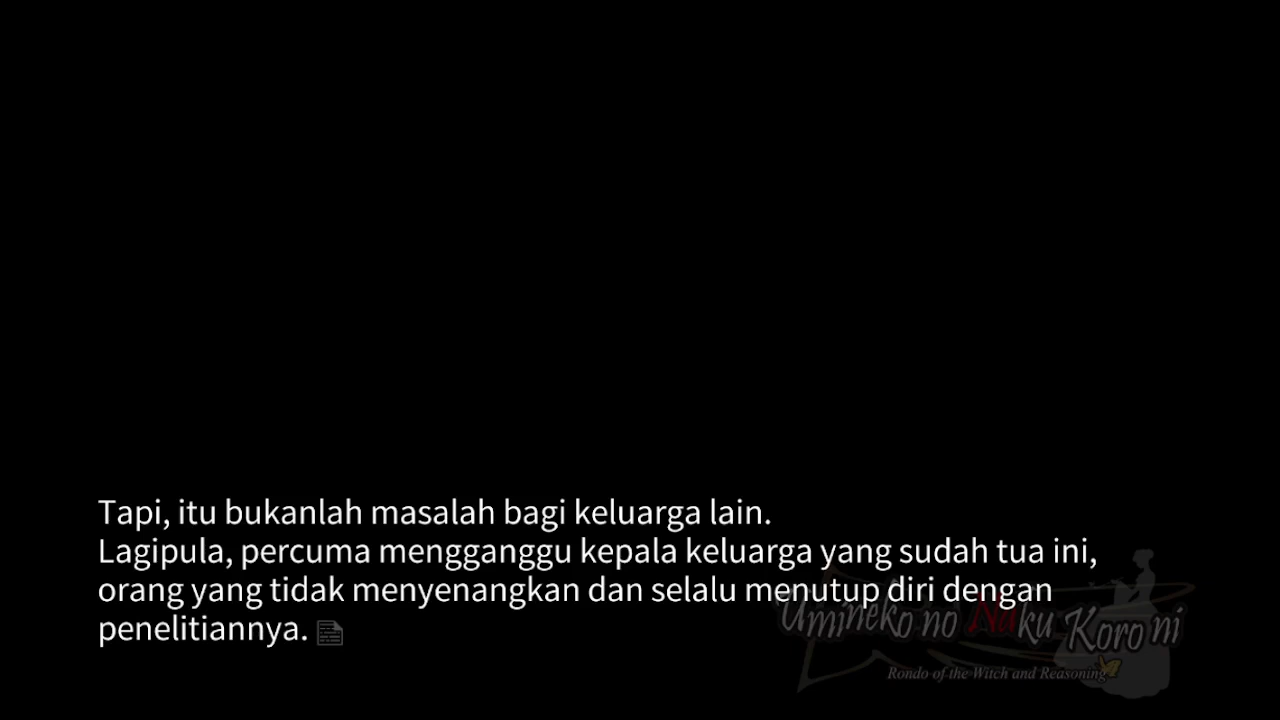 Tapi, itu bukanlah masalah bagi keluarga lain.
Lagipula, percuma mengganggu kepala keluarga yang sudah tua ini,
orang yang tidak menyenangkan dan selalu menutup diri dengan
penelitiannya.
Umineko no Naku Koro ni
Rondo of the Witch and Reasoning